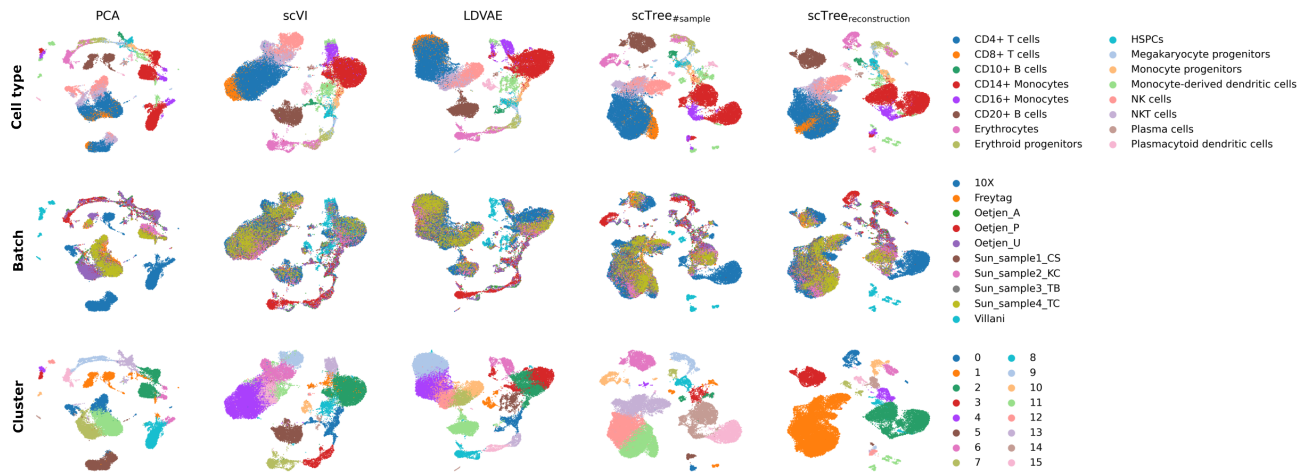 PCA
scVI
LDVAE
scTree#sample
scTreereconstruction
Cell type
CD4+ T cells
CD8+ T cells
CD10+ B cells
CD14+ Monocytes
CD16+ Monocytes
CD20+ B cells
Erythrocytes
Erythroid progenitors
HSPCs
Megakaryocyte progenitors
Monocyte progenitors
Monocyte-derived dendritic cells
NK cells
NKT cells
Plasma cells
Plasmacytoid dendritic cells
Batch
10X
Freytag
Oetjen_A
Oetjen_P
Oetjen_U
Sun_sample1_CS
Sun_sample2_KC
Sun_sample3_TB
Sun_sample4_TC
Villani
Cluster
0
1
2
3
4
5
6
7
8
9
10
11
12
13
14
15